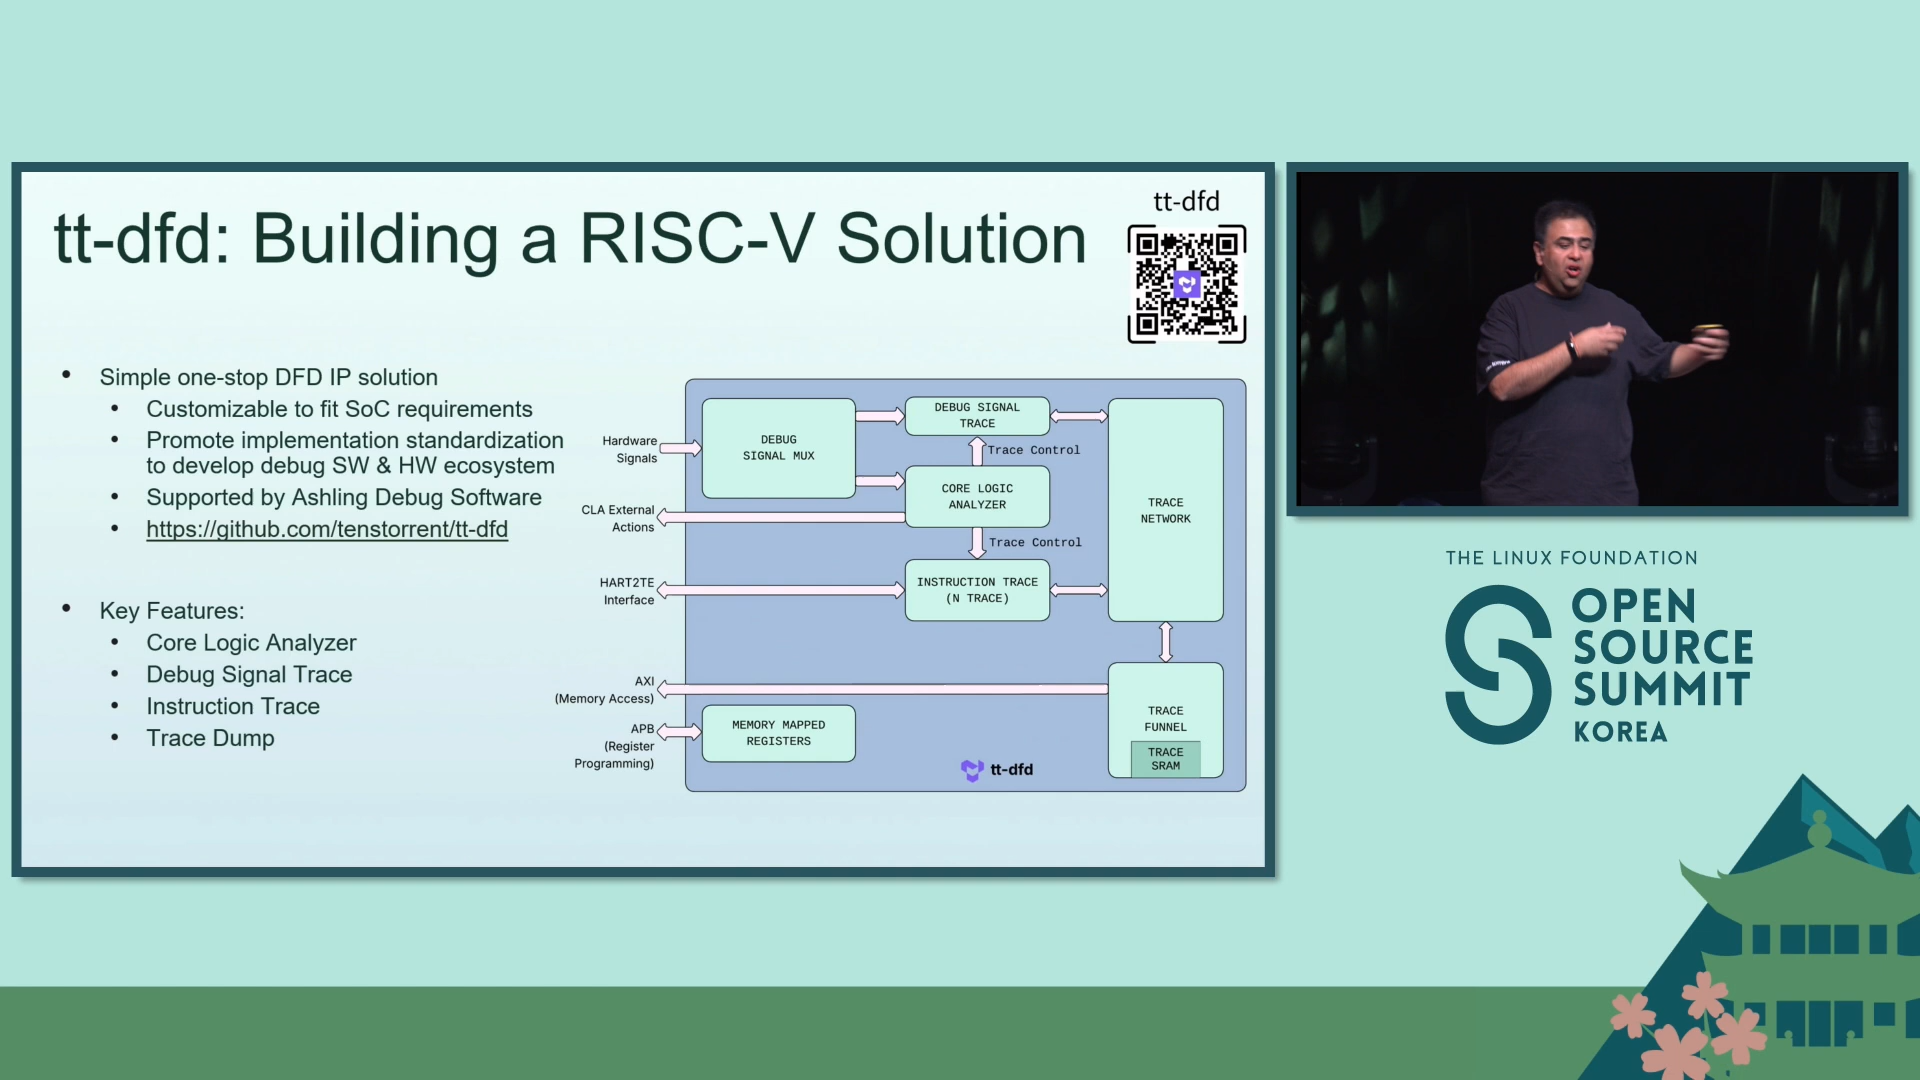 tt-dfd: Building a RISC-V Solution
tt-dfd
Simple one-stop DFD IP solution
Customizable to fit SoC requirements
Promote implementation standardization
to develop debug SW & HW ecosystem
Supported by Ashling Debug Software
https://github.com/tenstorrent/tt-dfd
Key Features:
Core Logic Analyzer
Debug Signal Trace
Instruction Trace
Trace Dump
Hardware
Signals
CLA External
Actions
HART2TE
Interface
AXI
(Memory Access)
APB
(Register
Programming)
DEBUG
SIGNAL MUX
DEBUG SIGNAL
TRACE
Trace Control
CORE LOGIC
ANALYZER
Trace Control
INSTRUCTION TRACE
(N TRACE)
TRACE
NETWORK
MEMORY MAPPED
REGISTERS
TRACE
FUNNEL
TRACE
SRAM
tt-dfd
THE LINUX FOUNDATION
OPEN
SOURCE
SUMMIT
KOREA